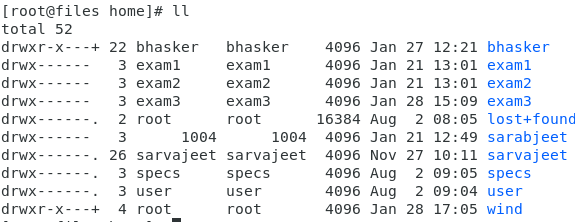 [root@files home]# ll
total 52
drwxr-x---+ 22 bhasker   bhasker    4096 Jan 27 12:21 bhasker
drwx------   3 exam1     exam1      4096 Jan 21 13:01 exam1
drwx------   3 exam2     exam2      4096 Jan 21 13:01 exam2
drwx------   3 exam3     exam3      4096 Jan 28 15:09 exam3
drwx------.  2 root      root      16384 Aug  2 08:05 lost+found
drwx------   3      1004      1004  4096 Jan 21 12:49 sarabjeet
drwx------. 26 sarvajeet sarvajeet  4096 Nov 27 10:11 sarvajeet
drwx------.  3 specs     specs      4096 Aug  2 09:05 specs
drwx------.  3 user      user       4096 Aug  2 09:04 user
drwxr-x---+  4 root      root       4096 Jan 28 17:05 wind